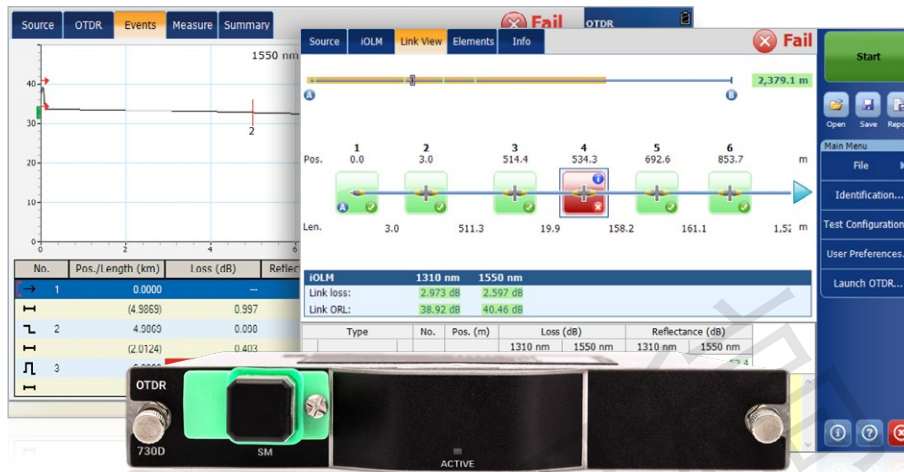 Source OTDR Events Measure Summary
Fail
OTDR
1550 nm
40
30
20
10
0
0 2 4 6
2
No. Pos./Length (km) Loss (dB)
1 0.0000 ---
(4.9869) 0.997
2 4.9869 0.090
(2.0124) 0.403
3
Source iOLM Link View Elements Info
Fail
2,379.1 m
A B
1 2 3 4 5 6
Pos. 0.0 3.0 514.4 534.3 692.6 853.7 m
A
Len. 3.0 511.3 19.9 158.2 161.1 m
iOLM 1310 nm 1550 nm
Link loss: 2.973 dB 2.597 dB
Link ORL: 38.92 dB 40.46 dB
Type No. Pos. (m) Loss (dB) Reflectance (dB)
1310 nm 1550 nm 1310 nm 1550 nm
Start
Open Save
Main Menu
File
Identification...
Test Configuration
User Preferences.
Launch OTDR...
OTDR
730D
SM
ACTIVE